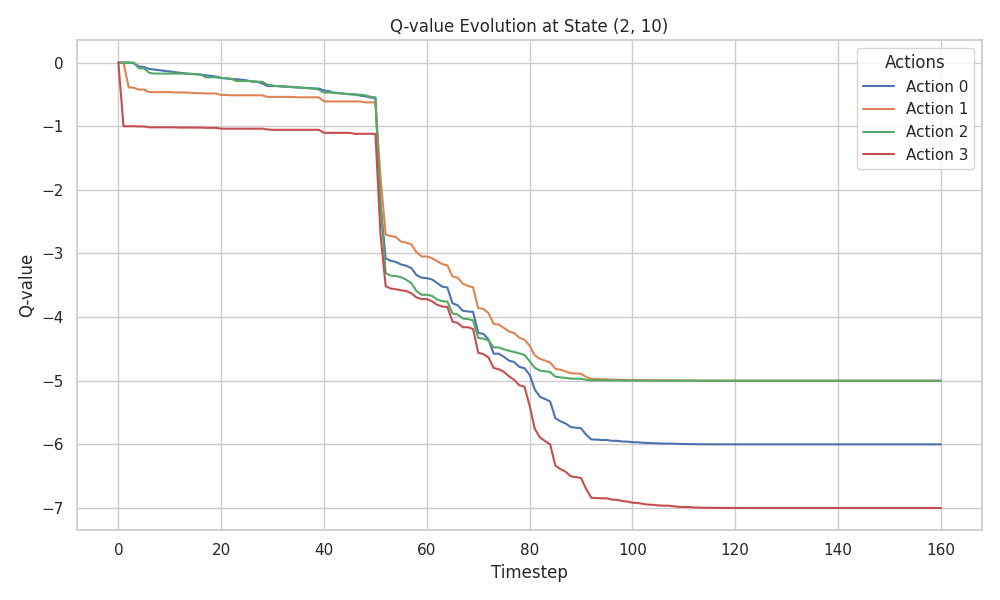 Q-value Evolution at State (2, 10)
Actions
Action 0
Action 1
Action 2
Action 3
Q-value
0
−1
−2
−3
−4
−5
−6
−7
0 20 40 60 80 100 120 140 160
Timestep